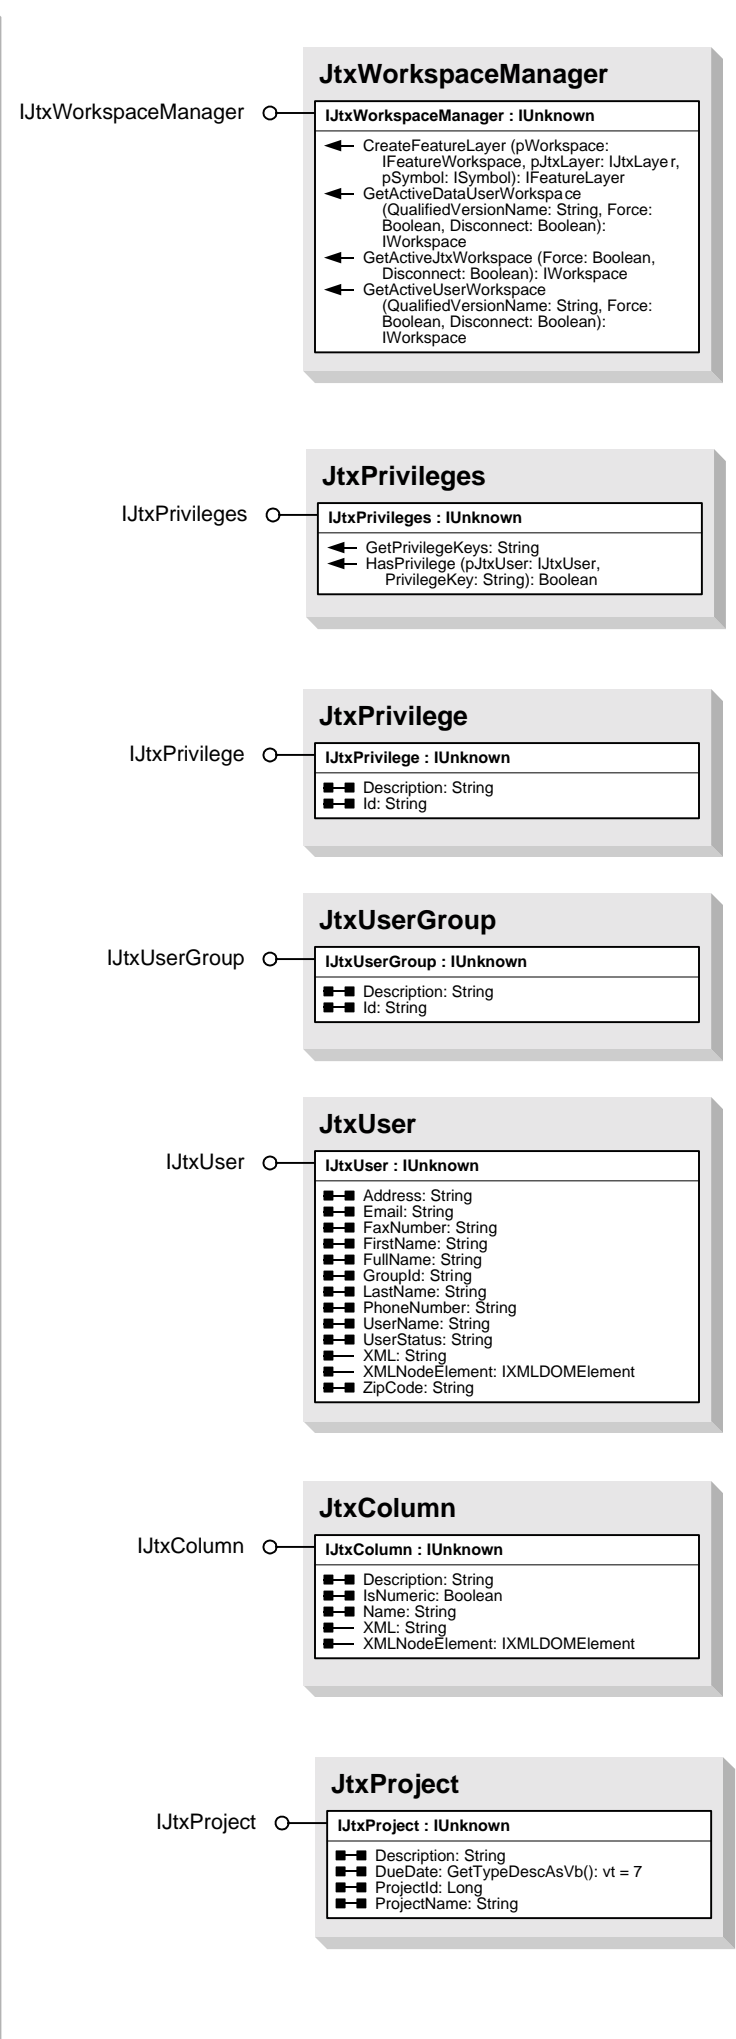 JtxWorkspaceManager
IJtxWorkspaceManager
IJtxWorkspaceManager : IUnknown
CreateFeatureLayer (pWorkspace:
IFeatureWorkspace, pJtxLayer: IJtxLayer,
pSymbol: ISymbol): IFeatureLayer
GetActiveDataUserWorkspace
(QualifiedVersionName: String, Force:
Boolean, Disconnect: Boolean):
IWorkspace
GetActiveJtxWorkspace (Force: Boolean,
Disconnect: Boolean): IWorkspace
GetActiveUserWorkspace
(QualifiedVersionName: String, Force:
Boolean, Disconnect: Boolean):
IWorkspace
JtxPrivileges
IJtxPrivileges
IJtxPrivileges : IUnknown
GetPrivilegeKeys: String
HasPrivilege (pJtxUser: IJtxUser,
PrivilegeKey: String): Boolean
JtxPrivilege
IJtxPrivilege
IJtxPrivilege : IUnknown
Description: String
Id: String
JtxUserGroup
IJtxUserGroup
IJtxUserGroup : IUnknown
Description: String
Id: String
JtxUser
IJtxUser
IJtxUser : IUnknown
Address: String
Email: String
FaxNumber: String
FirstName: String
FullName: String
GroupId: String
LastName: String
PhoneNumber: String
UserName: String
UserStatus: String
XML: String
XMLNodeElement: IXMLDOMElement
ZipCode: String
JtxColumn
IJtxColumn
IJtxColumn : IUnknown
Description: String
IsNumeric: Boolean
Name: String
XML: String
XMLNodeElement: IXMLDOMElement
JtxProject
IJtxProject
IJtxProject : IUnknown
Description: String
DueDate: GetTypeDescAsVb(): vt = 7
ProjectId: Long
ProjectName: String